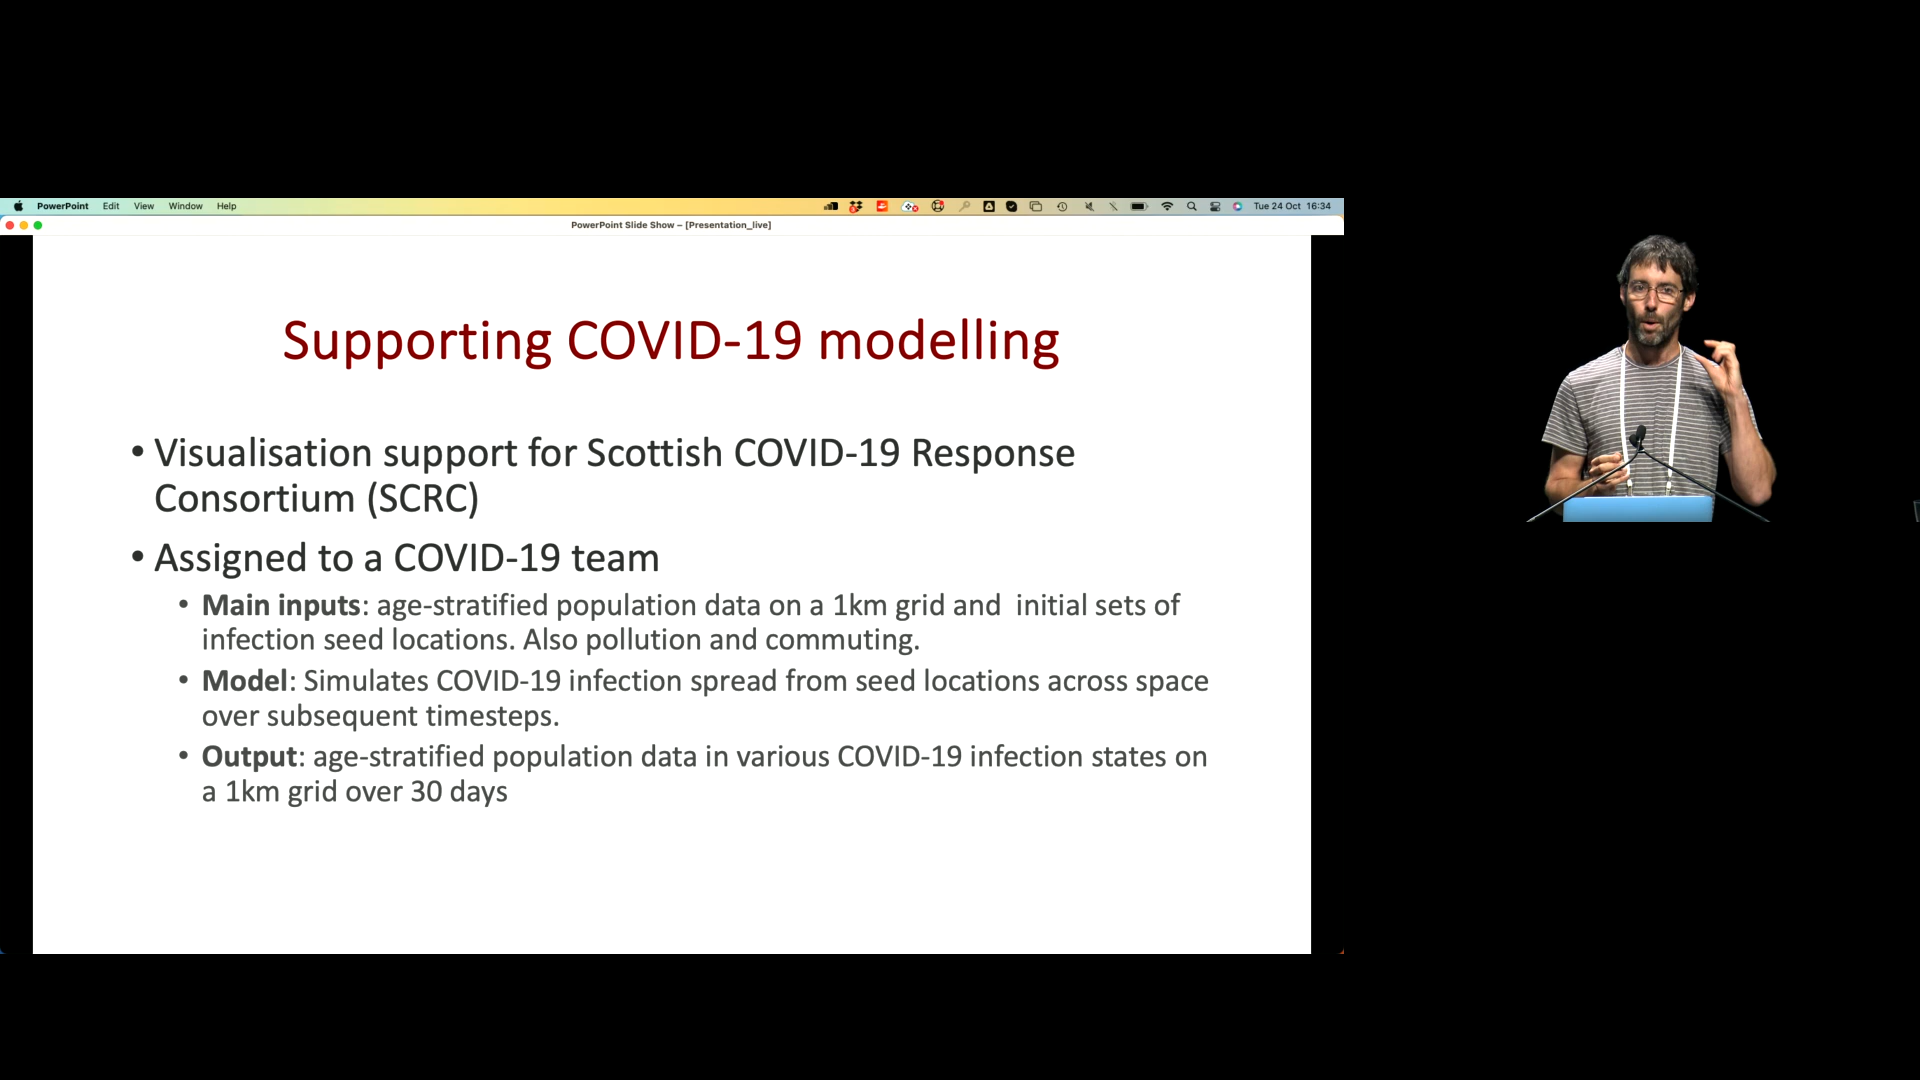 PowerPoint Edit View Window Help Tue 24 Oct 16:34
PowerPoint Slide Show – [Presentation_live]
Supporting COVID-19 modelling
• Visualisation support for Scottish COVID-19 Response
Consortium (SCRC)
• Assigned to a COVID-19 team
• Main inputs: age-stratified population data on a 1km grid and initial sets of
infection seed locations. Also pollution and commuting.
• Model: Simulates COVID-19 infection spread from seed locations across space
over subsequent timesteps.
• Output: age-stratified population data in various COVID-19 infection states on
a 1km grid over 30 days